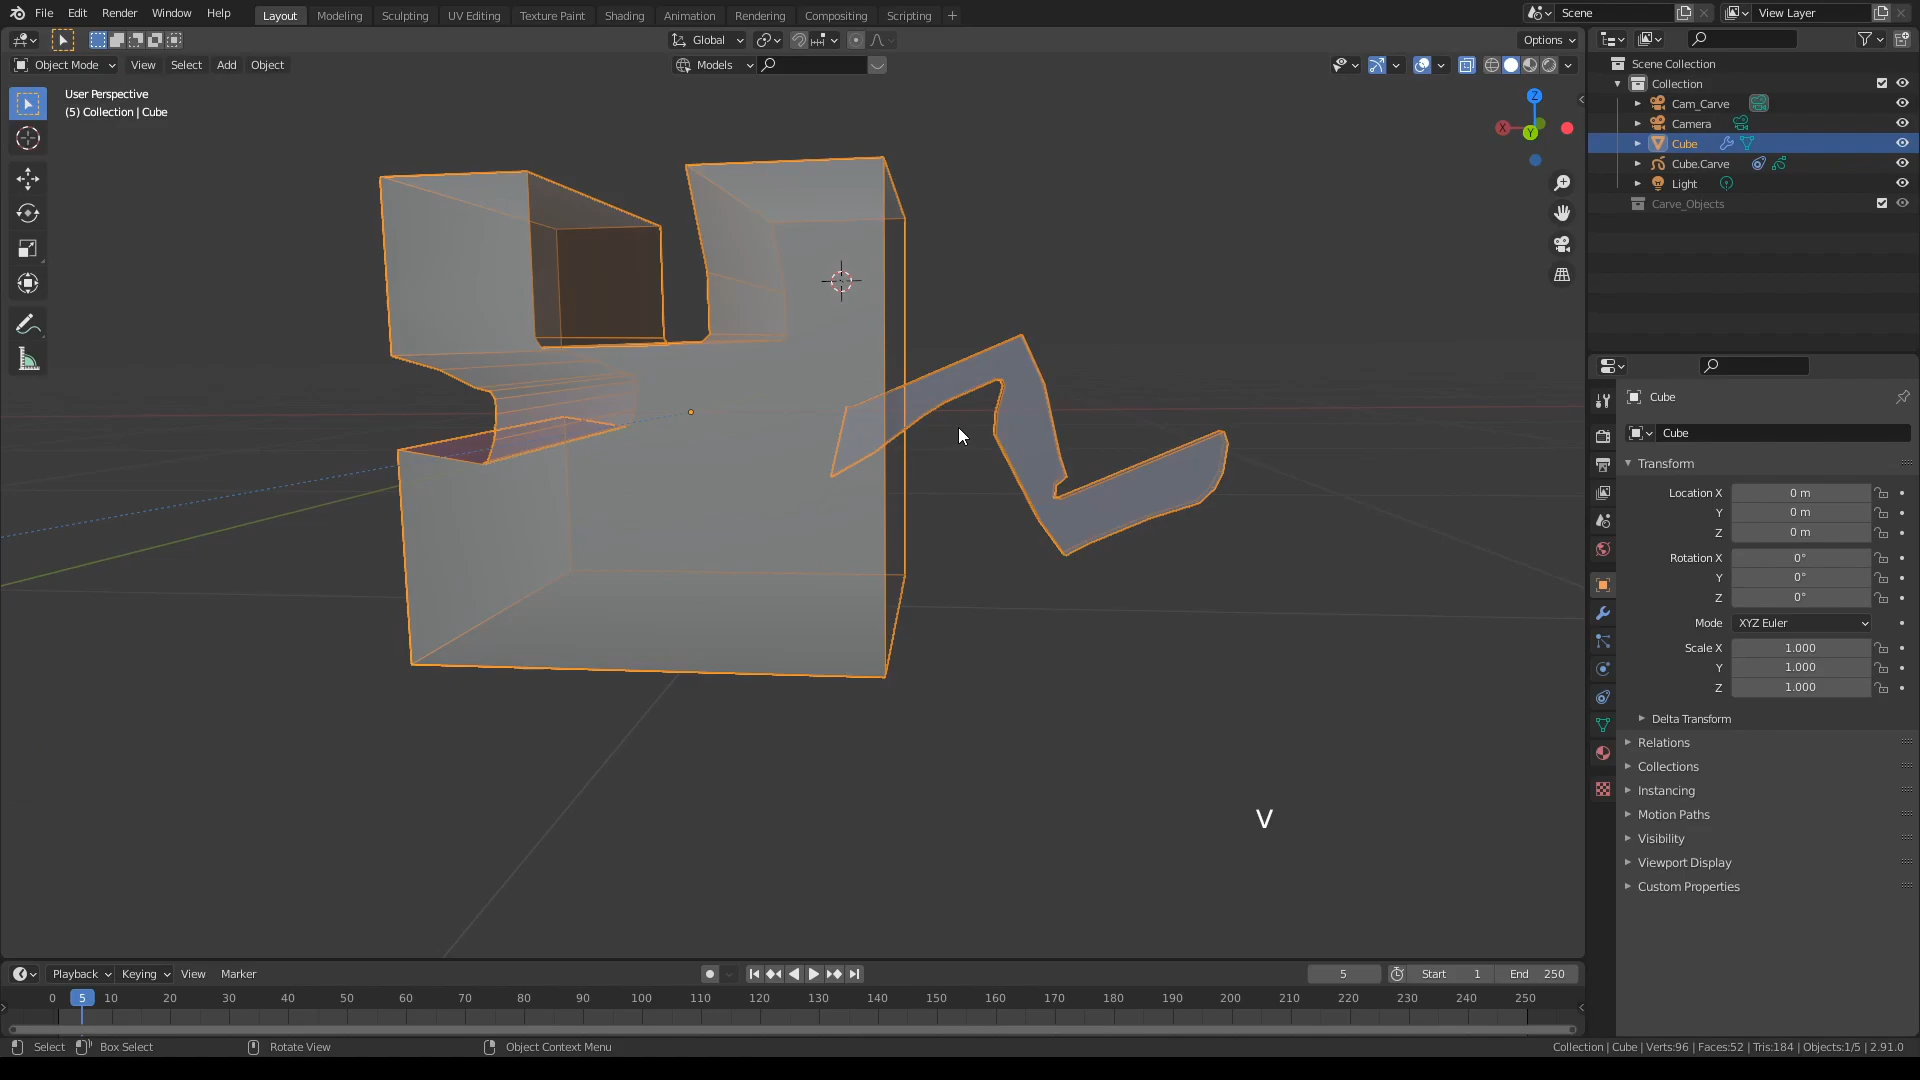 File Edit Render Window Help Layout Modeling Sculpting UV Editing Texture Paint Shading Animation Rendering Compositing Scripting + Scene View Layer
Global Options
Object Mode View Select Add Object Models
User Perspective
(5) Collection | Cube
Z
X
Y
Scene Collection
Collection
Cam_Carve
Camera
Cube
Cube.Carve
Light
Carve_Objects
Cube
Cube
Transform
Location X 0 m
Y 0 m
Z 0 m
Rotation X 0°
Y 0°
Z 0°
Mode XYZ Euler
Scale X 1.000
Y 1.000
Z 1.000
Delta Transform
Relations
Collections
Instancing
Motion Paths
Visibility
Viewport Display
Custom Properties
V
Playback Keying View Marker 5 Start 1 End 250
0 5 10 20 30 40 50 60 70 80 90 100 110 120 130 140 150 160 170 180 190 200 210 220 230 240 250
Select Box Select Rotate View Object Context Menu Collection | Cube | Verts:96 | Faces:52 | Tris:184 | Objects:1/5 | 2.91.0